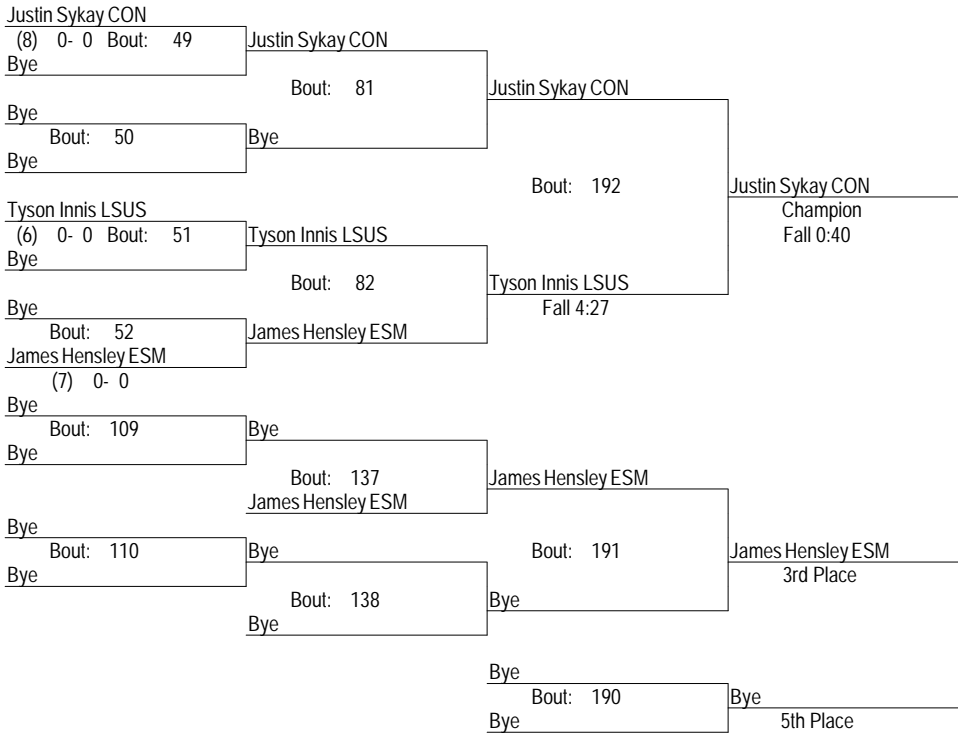 Justin Sykay CON
(8) 0- 0 Bout: 49
Justin Sykay CON
Bye
Bout: 81
Justin Sykay CON
Bye
Bout: 50
Bye
Bye
Bout: 192
Justin Sykay CON
Champion
Fall 0:40
Tyson Innis LSUS
(6) 0- 0 Bout: 51
Tyson Innis LSUS
Bye
Bout: 82
Tyson Innis LSUS
Fall 4:27
Bye
Bout: 52
James Hensley ESM
James Hensley ESM
(7) 0- 0
Bye
Bout: 109
Bye
Bye
Bout: 137
James Hensley ESM
James Hensley ESM
Bye
Bout: 110
Bye
Bye
Bout: 191
James Hensley ESM
3rd Place
Bout: 138
Bye
Bye
Bye
Bout: 190
Bye
Bye
5th Place